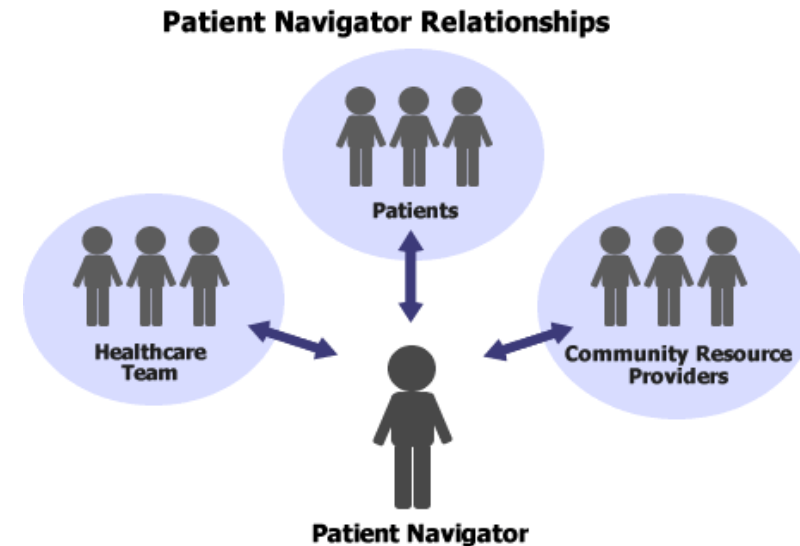 Patient Navigator Relationships
Patients
Healthcare
Team
Community Resource
Providers
Patient Navigator